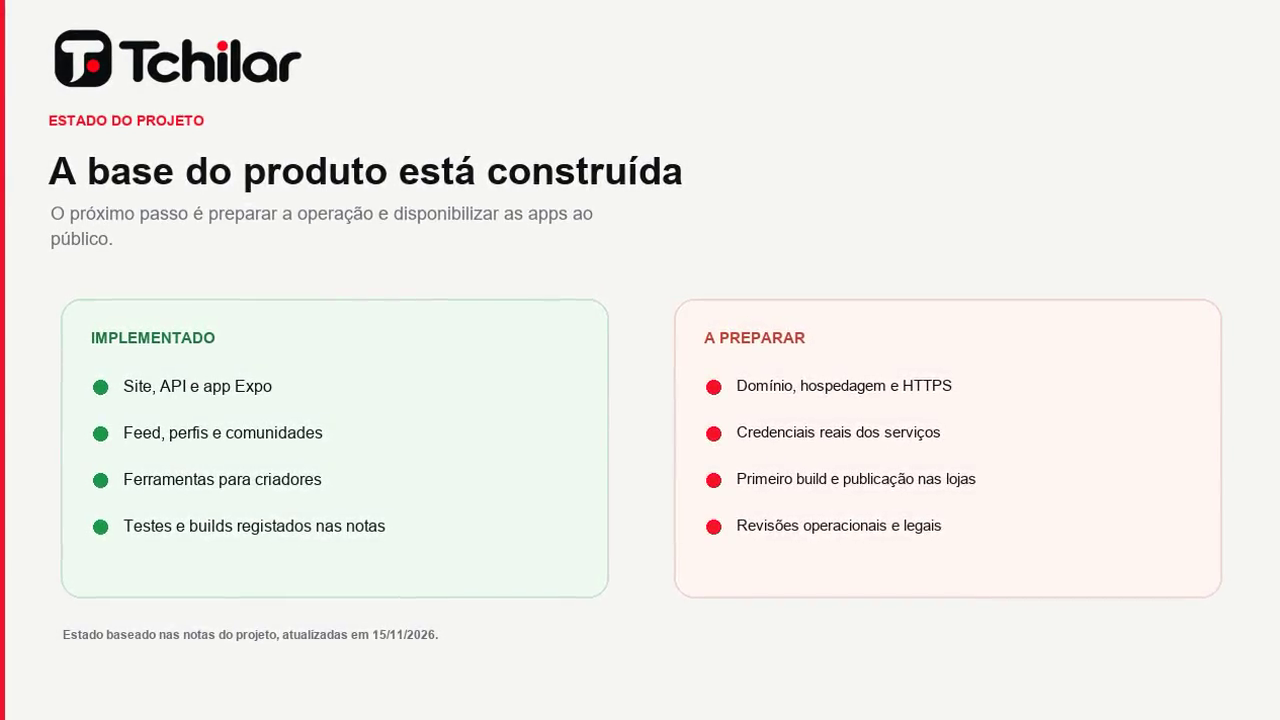 Tchilar
ESTADO DO PROJETO
A base do produto está construída
O próximo passo é preparar a operação e disponibilizar as apps ao
público.
IMPLEMENTADO
Site, API e app Expo
Feed, perfis e comunidades
Ferramentas para criadores
Testes e builds registados nas notas
A PREPARAR
Domínio, hospedagem e HTTPS
Credenciais reais dos serviços
Primeiro build e publicação nas lojas
Revisões operacionais e legais
Estado baseado nas notas do projeto, atualizadas em 15/11/2026.